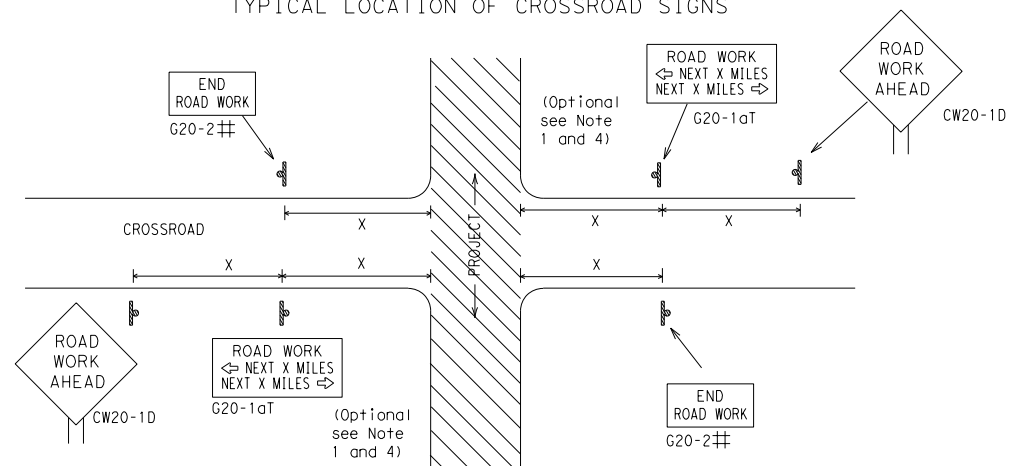 TYPICAL LOCATION OF CROSSROAD SIGNS
END
ROAD WORK
G20-2#
(Optional
see Note
1 and 4)
ROAD WORK
⇦ NEXT X MILES
NEXT X MILES ⇨
G20-1aT
ROAD
WORK
AHEAD
CW20-1D
X
X
X
CROSSROAD
PROJECT
X
X
X
ROAD
WORK
AHEAD
CW20-1D
ROAD WORK
⇦ NEXT X MILES
NEXT X MILES ⇨
G20-1aT
(Optional
see Note
1 and 4)
END
ROAD WORK
G20-2#